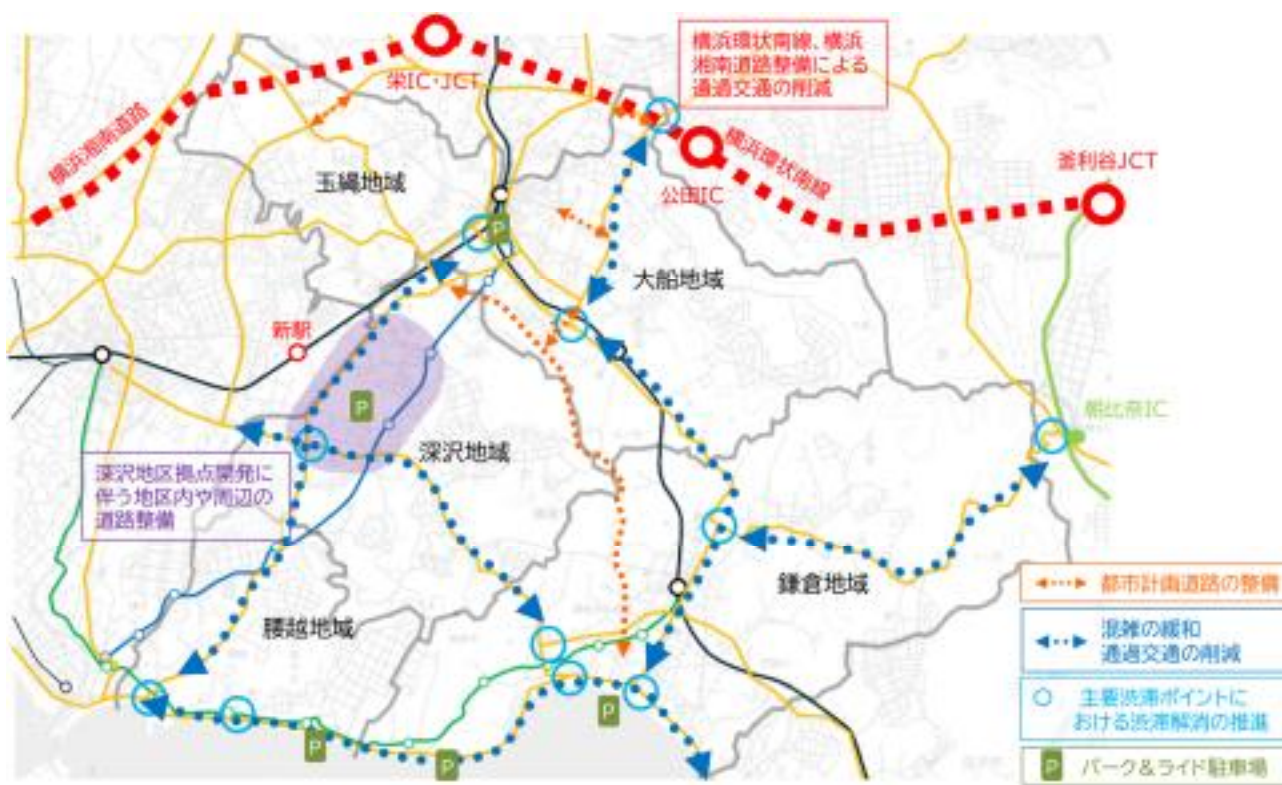 横浜環状南線、横浜
湘南道路整備による
通過交通の削減
栄IC・JCT
横浜湘南道路
横浜環状南線
釜利谷JCT
玉縄地域
公田IC
P
大船地域
新駅
P
朝比奈IC
深沢地域
深沢地区拠点開発に
伴う地区内や周辺の
道路整備
鎌倉地域
腰越地域
P
P
P
都市計画道路の整備
混雑の緩和
通過交通の削減
主要渋滞ポイントに
おける渋滞解消の推進
P パーク&ライド駐車場